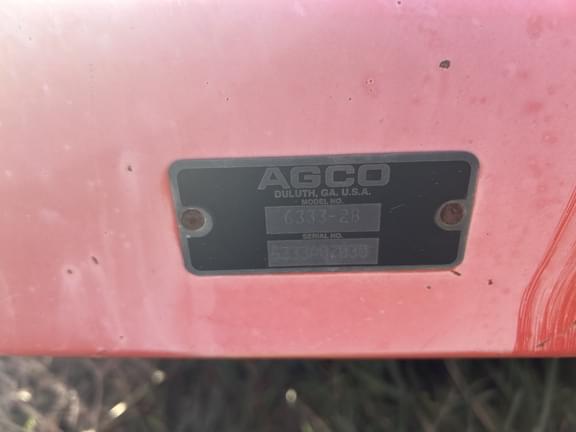 AGCO
DULUTH, GA. U.S.A.
MODEL NO.
6333-28
SERIAL NO.